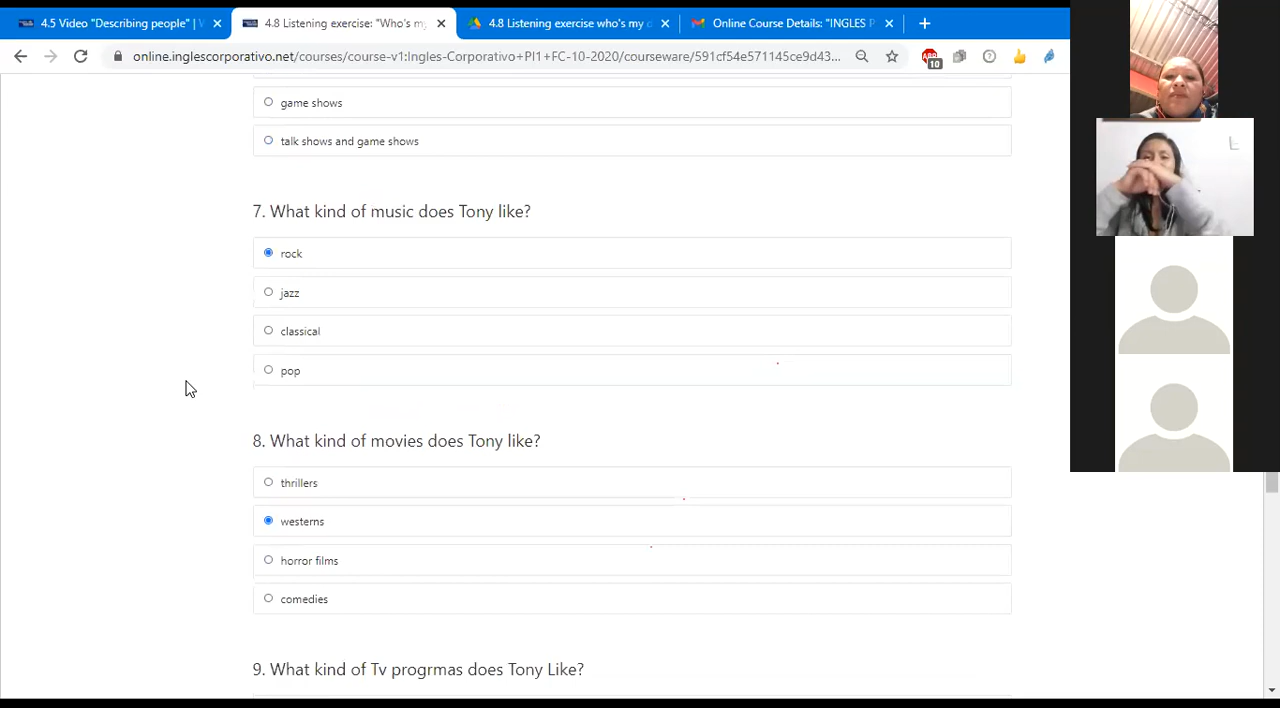 4.5 Video "Describing people" |
4.8 Listening exercise: "Who's my
4.8 Listening exercise who's my
Online Course Details: "INGLES P
online.inglescorporativo.net/courses/course-v1:Ingles-Corporativo+PI1+FC-10-2020/courseware/591cf54e571145ce9d43...
10
game shows
talk shows and game shows
7. What kind of music does Tony like?
rock
jazz
classical
pop
8. What kind of movies does Tony like?
thrillers
westerns
horror films
comedies
9. What kind of Tv progrmas does Tony Like?